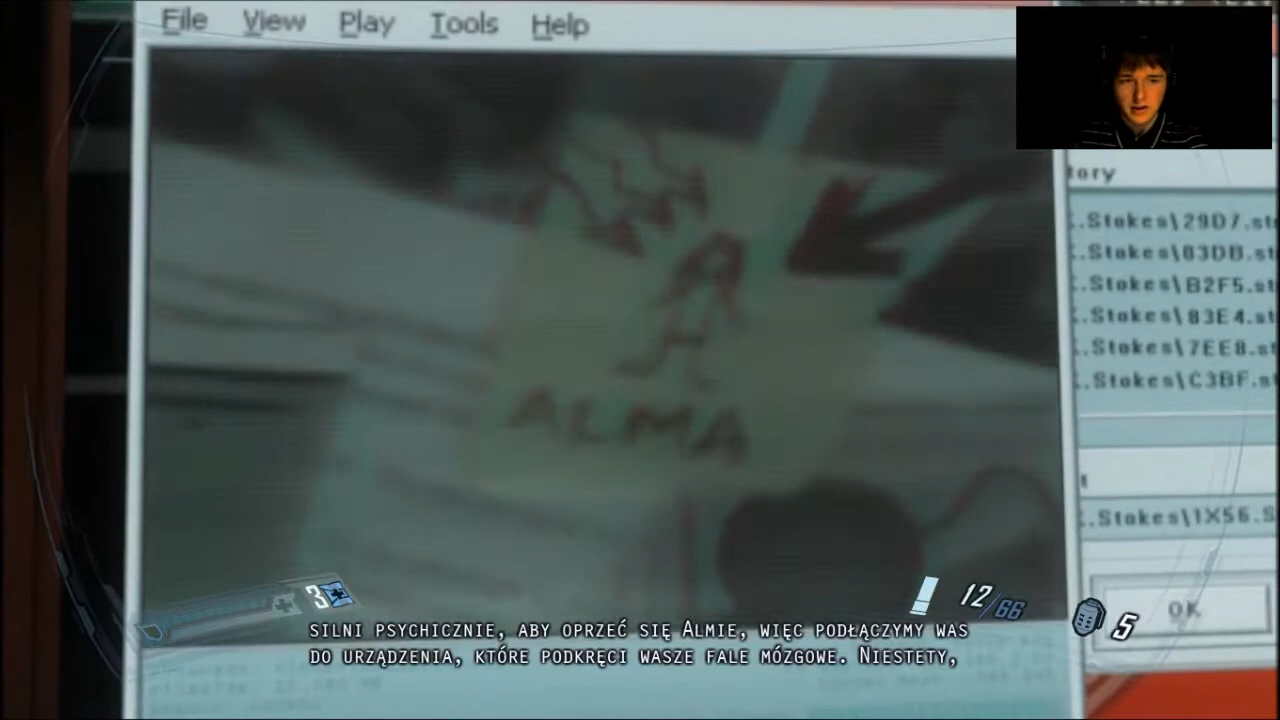 File View Play Tools Help
tory
.Stokes\29D7.st
.Stokes\83DB.st
.Stokes\B2F5.st
.Stokes\83E4.st
.Stokes\7EE8.st
.Stokes\C3BF.st
ALMA
.Stokes\1X56.S
OK
3
12/66
5
SILNI PSYCHICZNIE, ABY OPRZEĆ SIĘ ALMIE, WIĘC PODŁĄCZYMY WAS
DO URZĄDZENIA, KTÓRE PODKRĘCI WASZE FALE MÓZGOWE. NIESTETY,